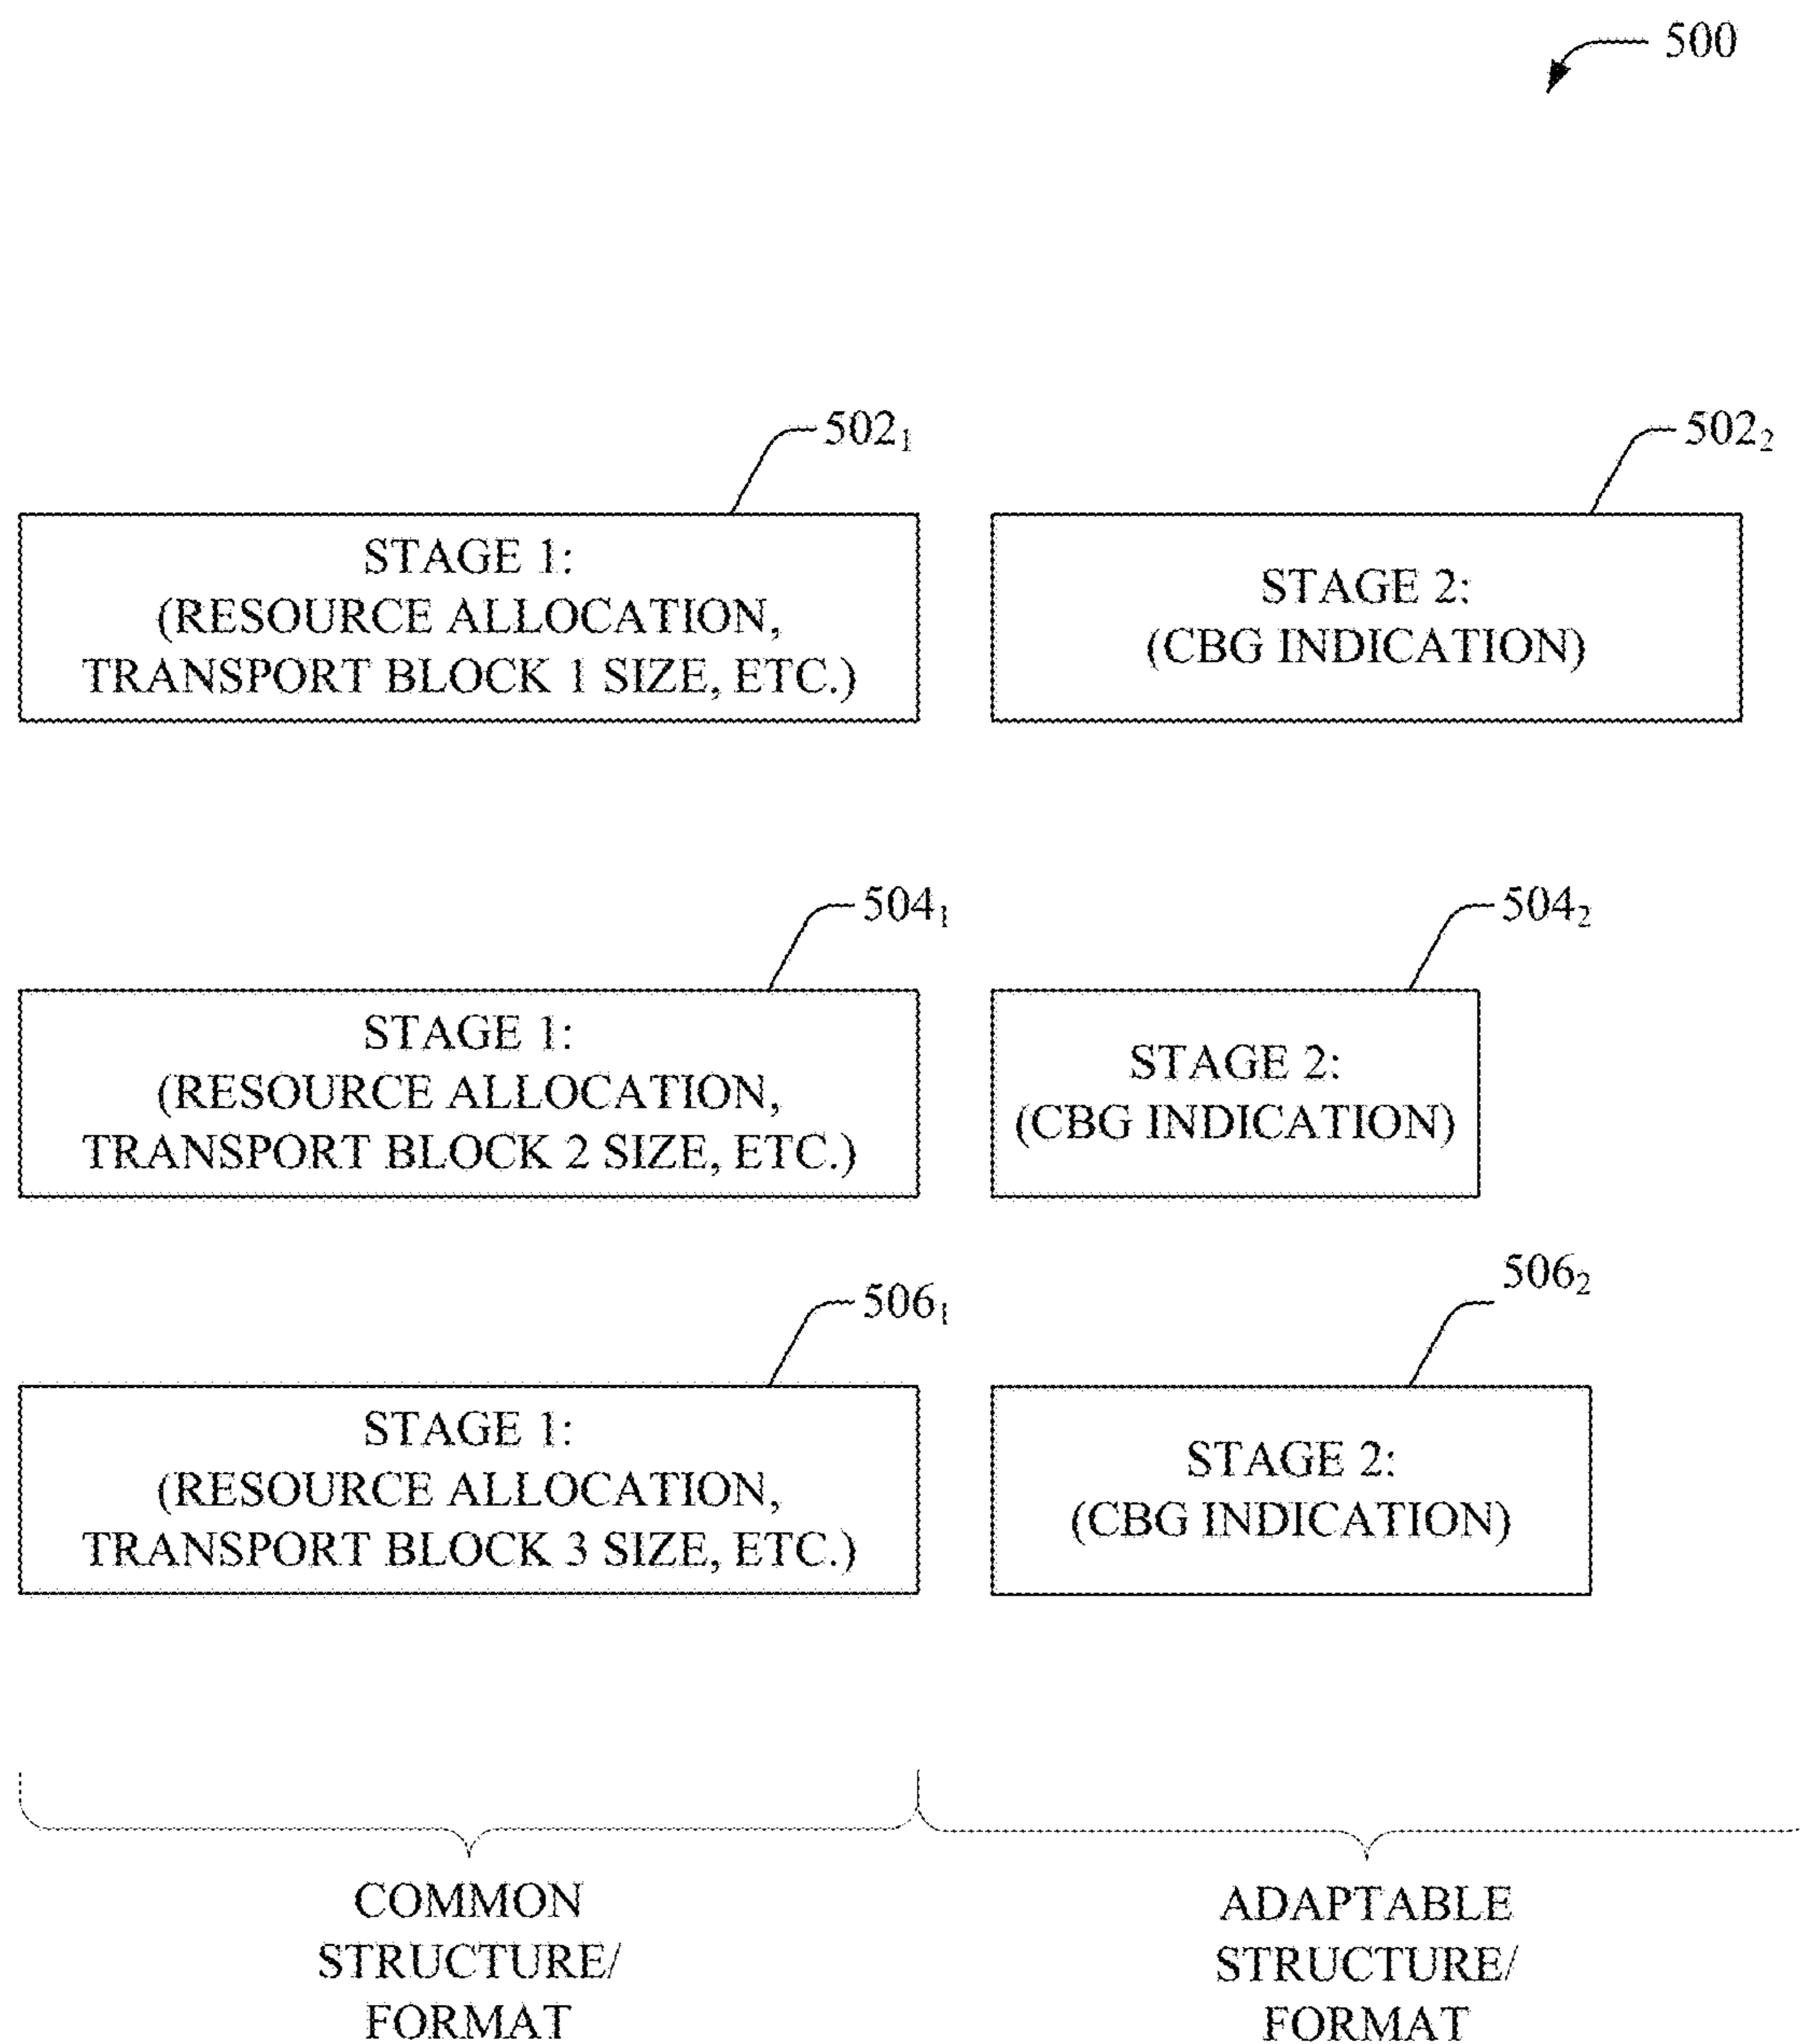 500
502₁
502₂
STAGE 1:
(RESOURCE ALLOCATION,
TRANSPORT BLOCK 1 SIZE, ETC.)
STAGE 2:
(CBG INDICATION)
504₁
504₂
STAGE 1:
(RESOURCE ALLOCATION,
TRANSPORT BLOCK 2 SIZE, ETC.)
STAGE 2:
(CBG INDICATION)
506₁
506₂
STAGE 1:
(RESOURCE ALLOCATION,
TRANSPORT BLOCK 3 SIZE, ETC.)
STAGE 2:
(CBG INDICATION)
COMMON
STRUCTURE/
FORMAT
ADAPTABLE
STRUCTURE/
FORMAT